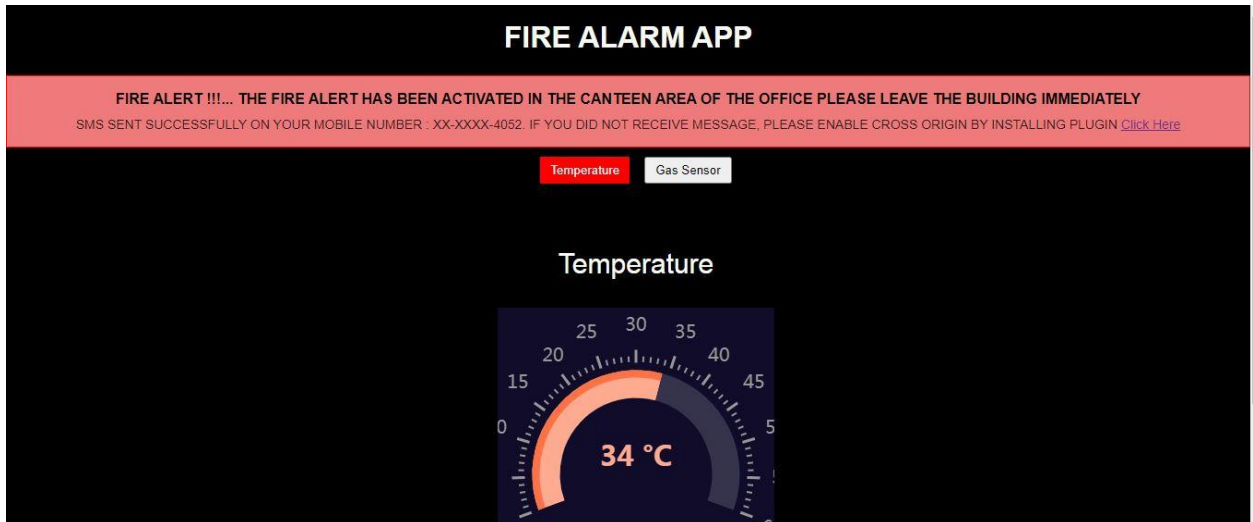 FIRE ALARM APP
FIRE ALERT !!!... THE FIRE ALERT HAS BEEN ACTIVATED IN THE CANTEEN AREA OF THE OFFICE PLEASE LEAVE THE BUILDING IMMEDIATELY
SMS SENT SUCCESSFULLY ON YOUR MOBILE NUMBER : XX-XXXX-4052. IF YOU DID NOT RECEIVE MESSAGE, PLEASE ENABLE CROSS ORIGIN BY INSTALLING PLUGIN Click Here
Temperature Gas Sensor
Temperature
25 30 35
20 40
15 45
0 5
34 °C